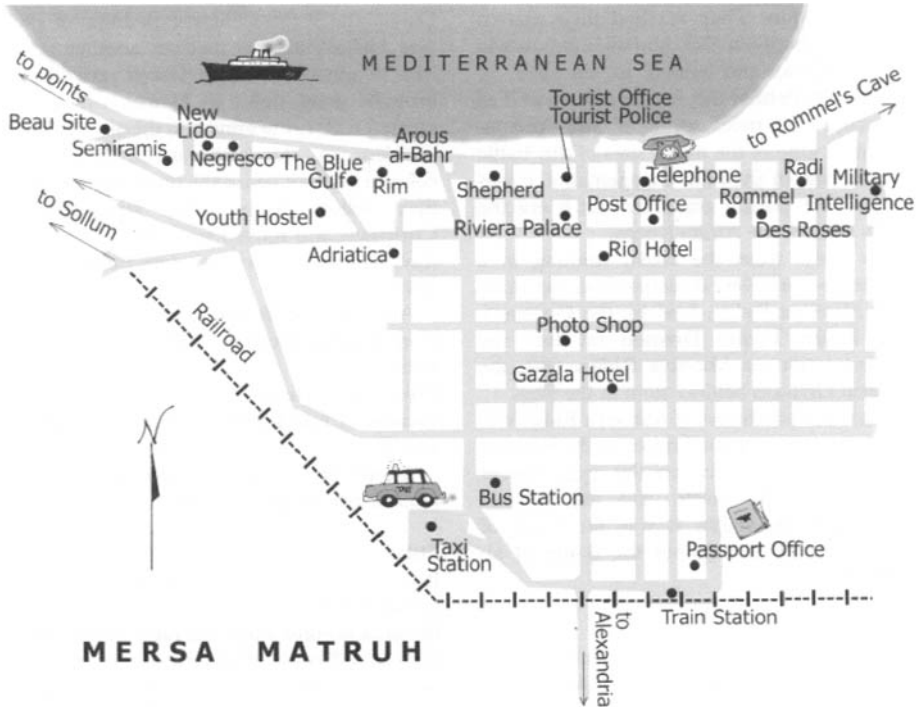 MEDITERRANEAN SEA
to points
Beau Site
Semiramis
New
Lido
Negresco
The Blue
Gulf
Rim
Arous
al-Bahr
Shepherd
Tourist Office
Tourist Police
Telephone
to Rommel's Cave
Radi
Military
Intelligence
Youth Hostel
Riviera Palace
Post Office
Rommel
Des Roses
to Sollum
Adriatica
Rio Hotel
Railroad
Photo Shop
Gazala Hotel
N
Bus Station
Taxi
Station
Passport Office
Train Station
to
Alexandria
MERSA MATRUH